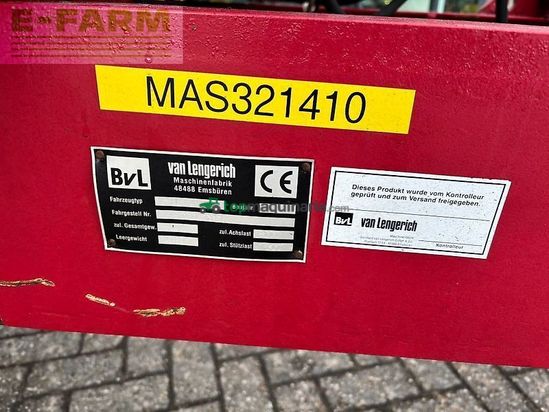 E-FARM
MAS321410
BvL
van Lengerich
Maschinenfabrik
48488 Emsbüren
CE
Fahrzeugtyp
Fahrgestell Nr.
zul. Gesamtgew.
zul. Achslast
Leergewicht
zul. Stützlast
Dieses Produkt wurde vom Kontrolleur
geprüft und zum Versand freigegeben.
BvL
van Lengerich
Kontrolleur